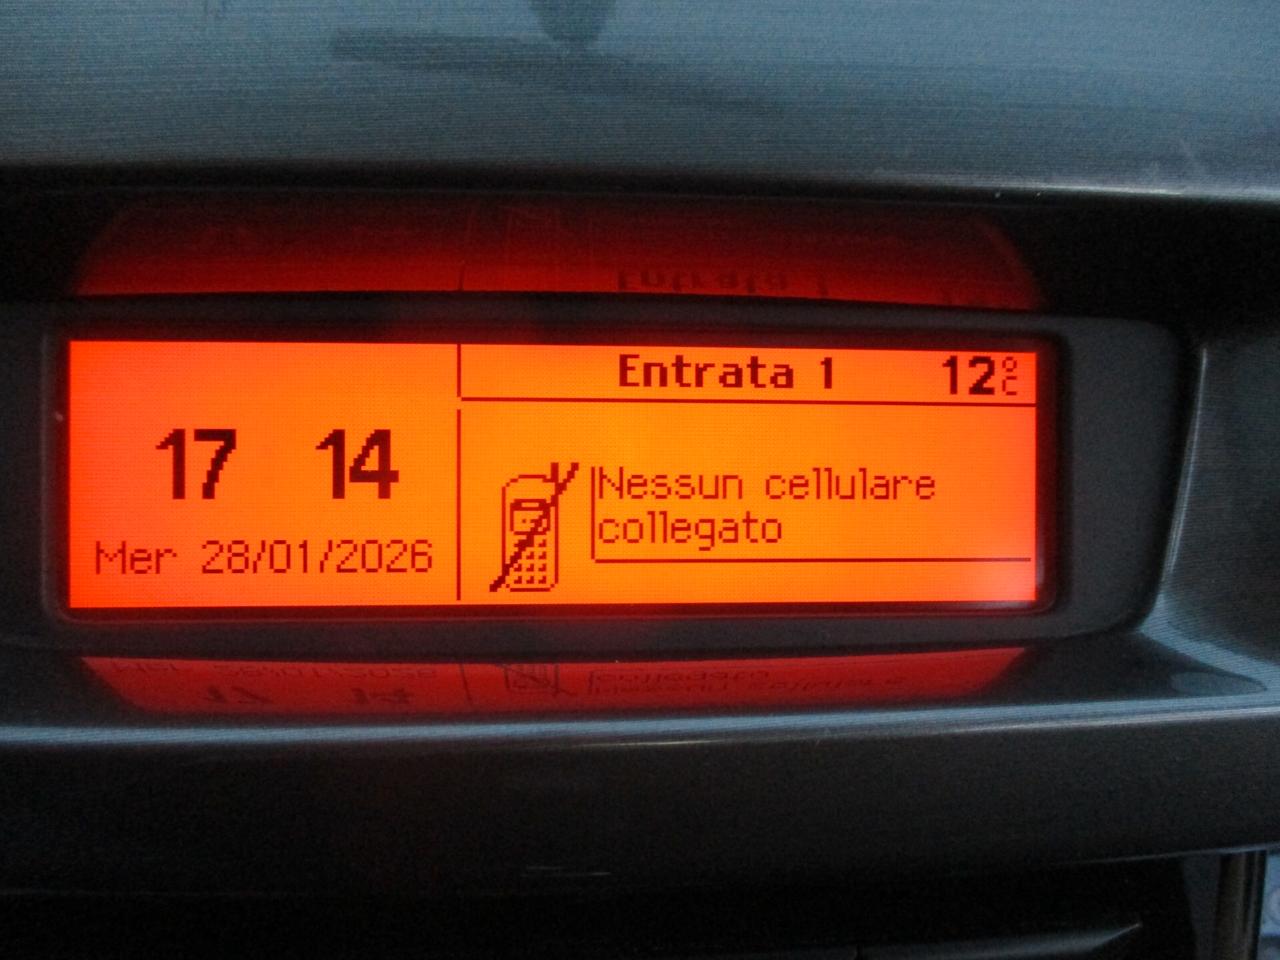 17 14
Mer 28/01/2026
Entrata 1 12°C
Nessun cellulare
collegato